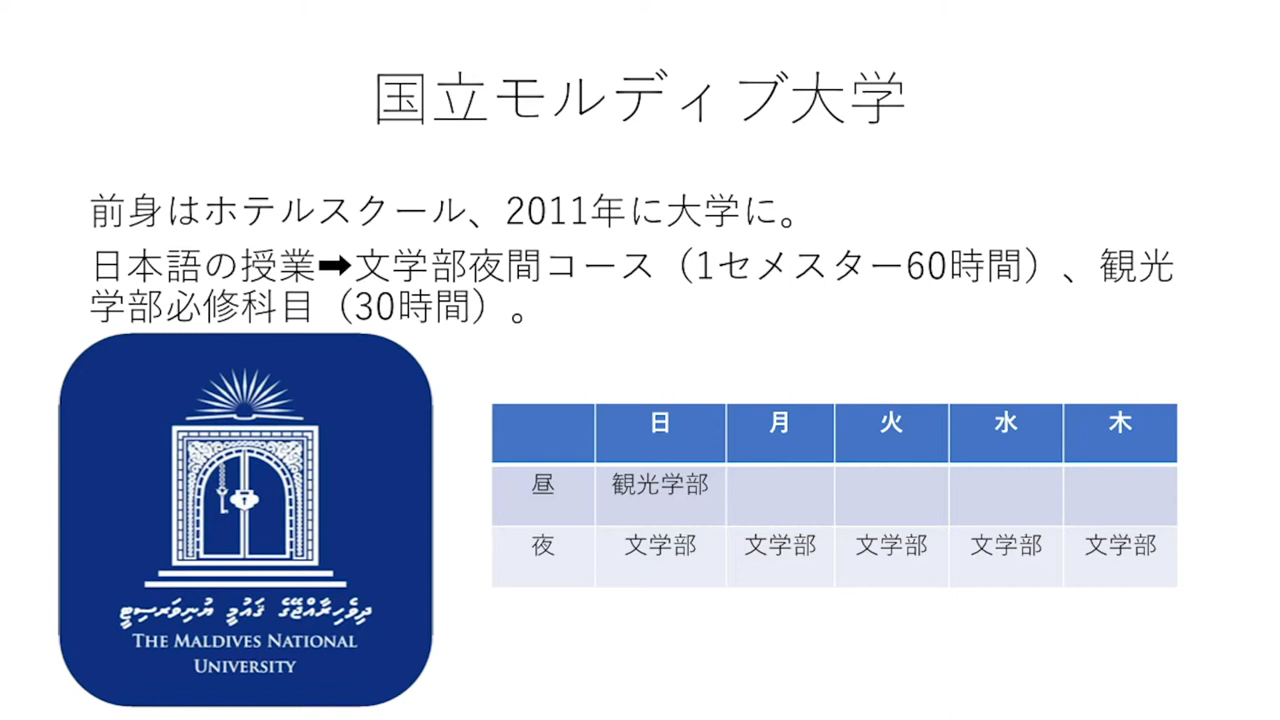 国立モルディブ大学
前身はホテルスクール、2011年に大学に。
日本語の授業➡文学部夜間コース（1セメスター60時間）、観光
学部必修科目（30時間）。
日 月 火 水 木
昼 観光学部
夜 文学部 文学部 文学部 文学部 文学部
ދިވެހިރާއްޖޭގެ ޤައުމީ ޔުނިވަރސިޓީ
THE MALDIVES NATIONAL
UNIVERSITY